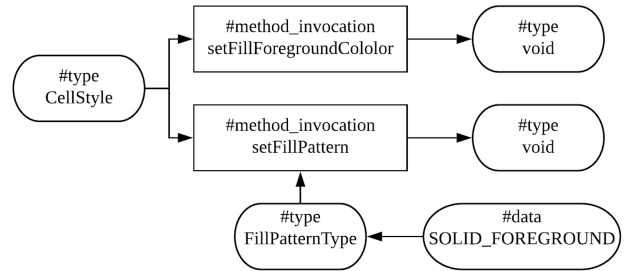 #method_invocation
setFillForegroundCololor
#type
void
#type
CellStyle
#method_invocation
setFillPattern
#type
void
#type
FillPatternType
#data
SOLID_FOREGROUND